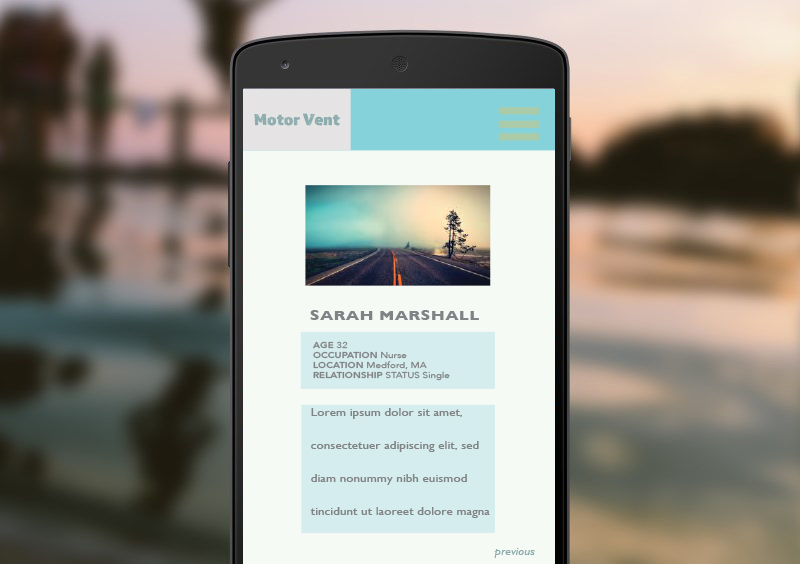 Motor Vent
SARAH MARSHALL
AGE 32
OCCUPATION Nurse
LOCATION Medford, MA
RELATIONSHIP STATUS Single
Lorem ipsum dolor sit amet,
consectetuer adipiscing elit, sed
diam nonummy nibh euismod
tincidunt ut laoreet dolore magna
previous